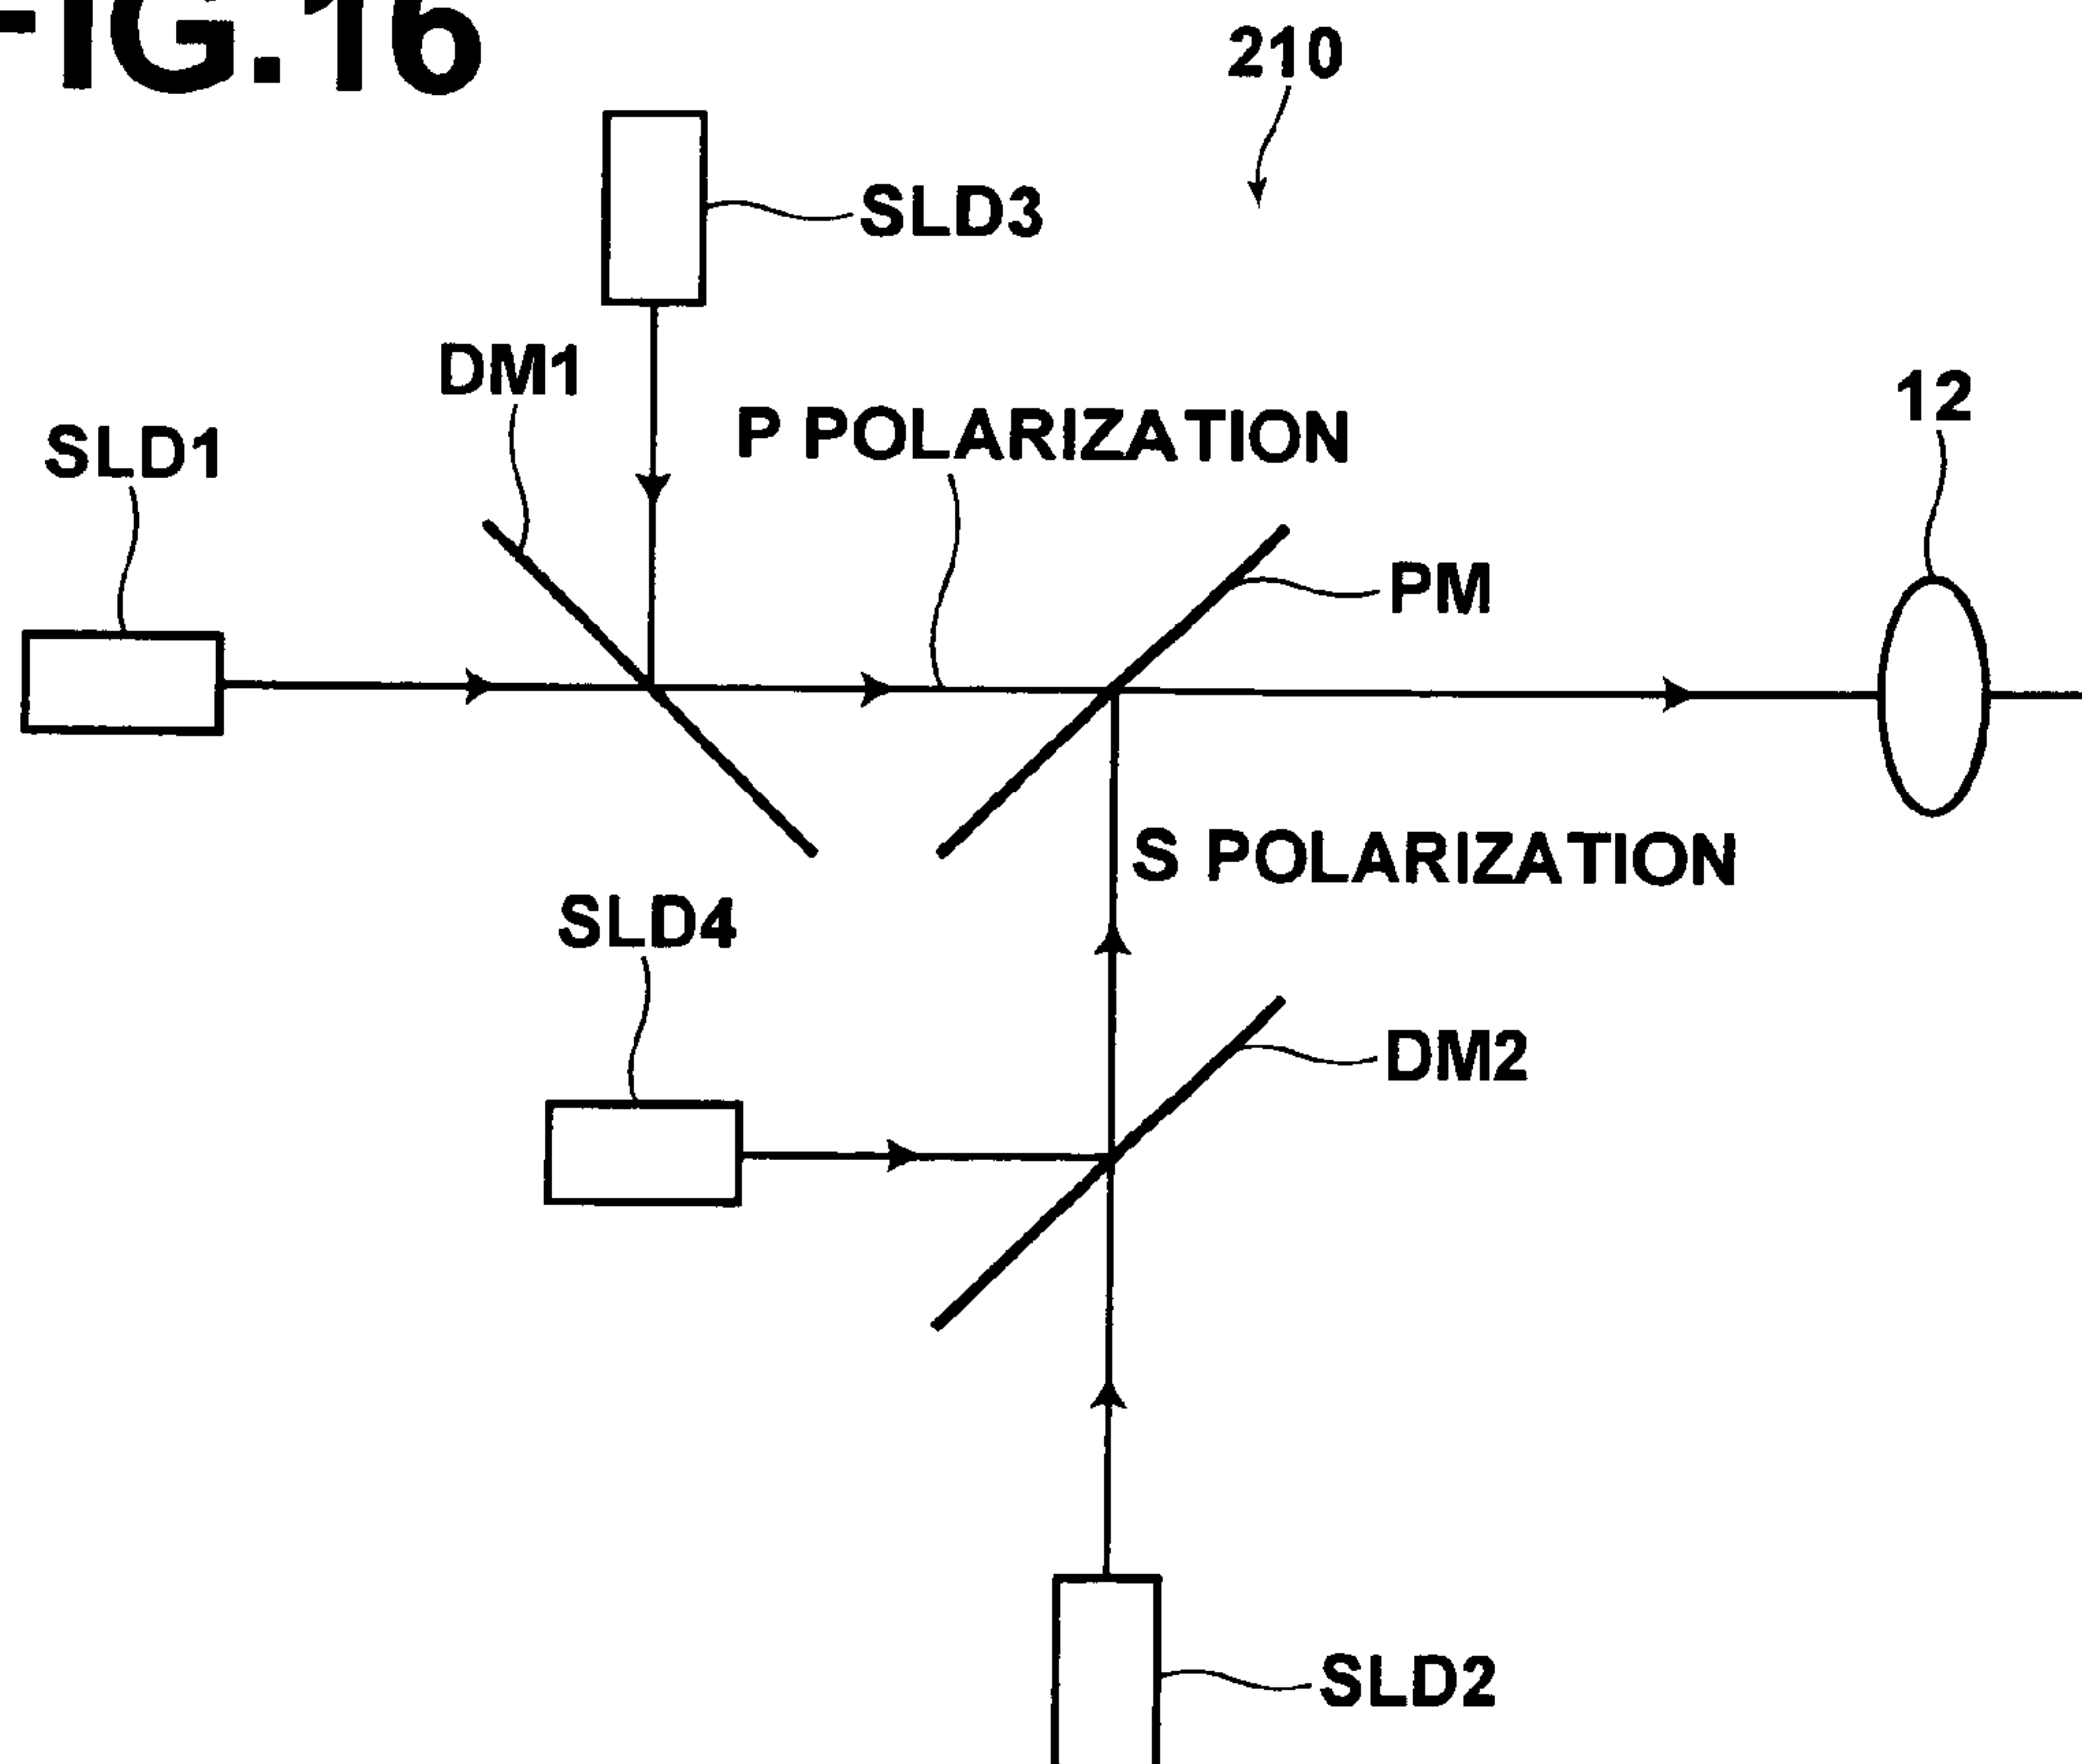 FIG.16
210
SLD3
DM1
P POLARIZATION
12
SLD1
PM
S POLARIZATION
SLD4
DM2
SLD2